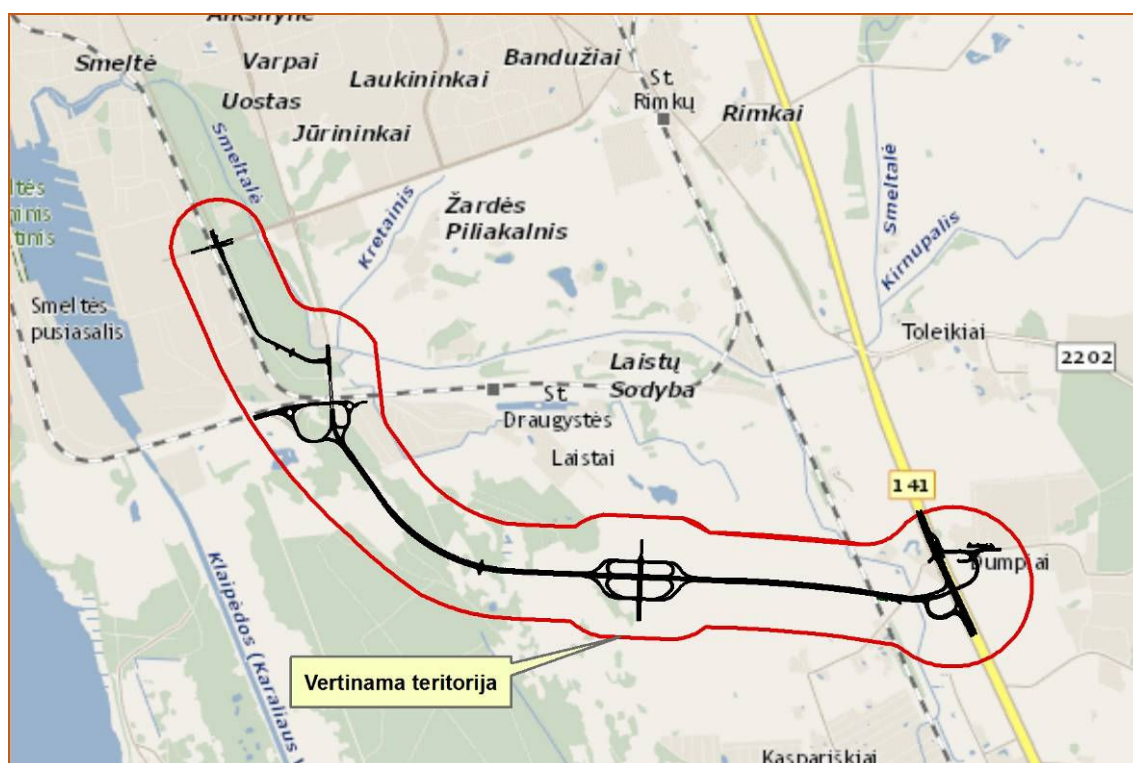 Smeltė
Varpai
Laukininkai
Bandužiai
Uostas
Jūrininkai
St
Rimkų
Rimkai
Smeltalė
Kretainis
Žardės
Piliakalnis
Smeltalė
Kirnupalis
Smeltės
pusiasalis
Toleikiai
2202
Laistų
Sodyba
St
Draugystės
Laistai
141
Dumpiai
Klaipėdos (Karaliaus
Vertinama teritorija
Kaspariškiai